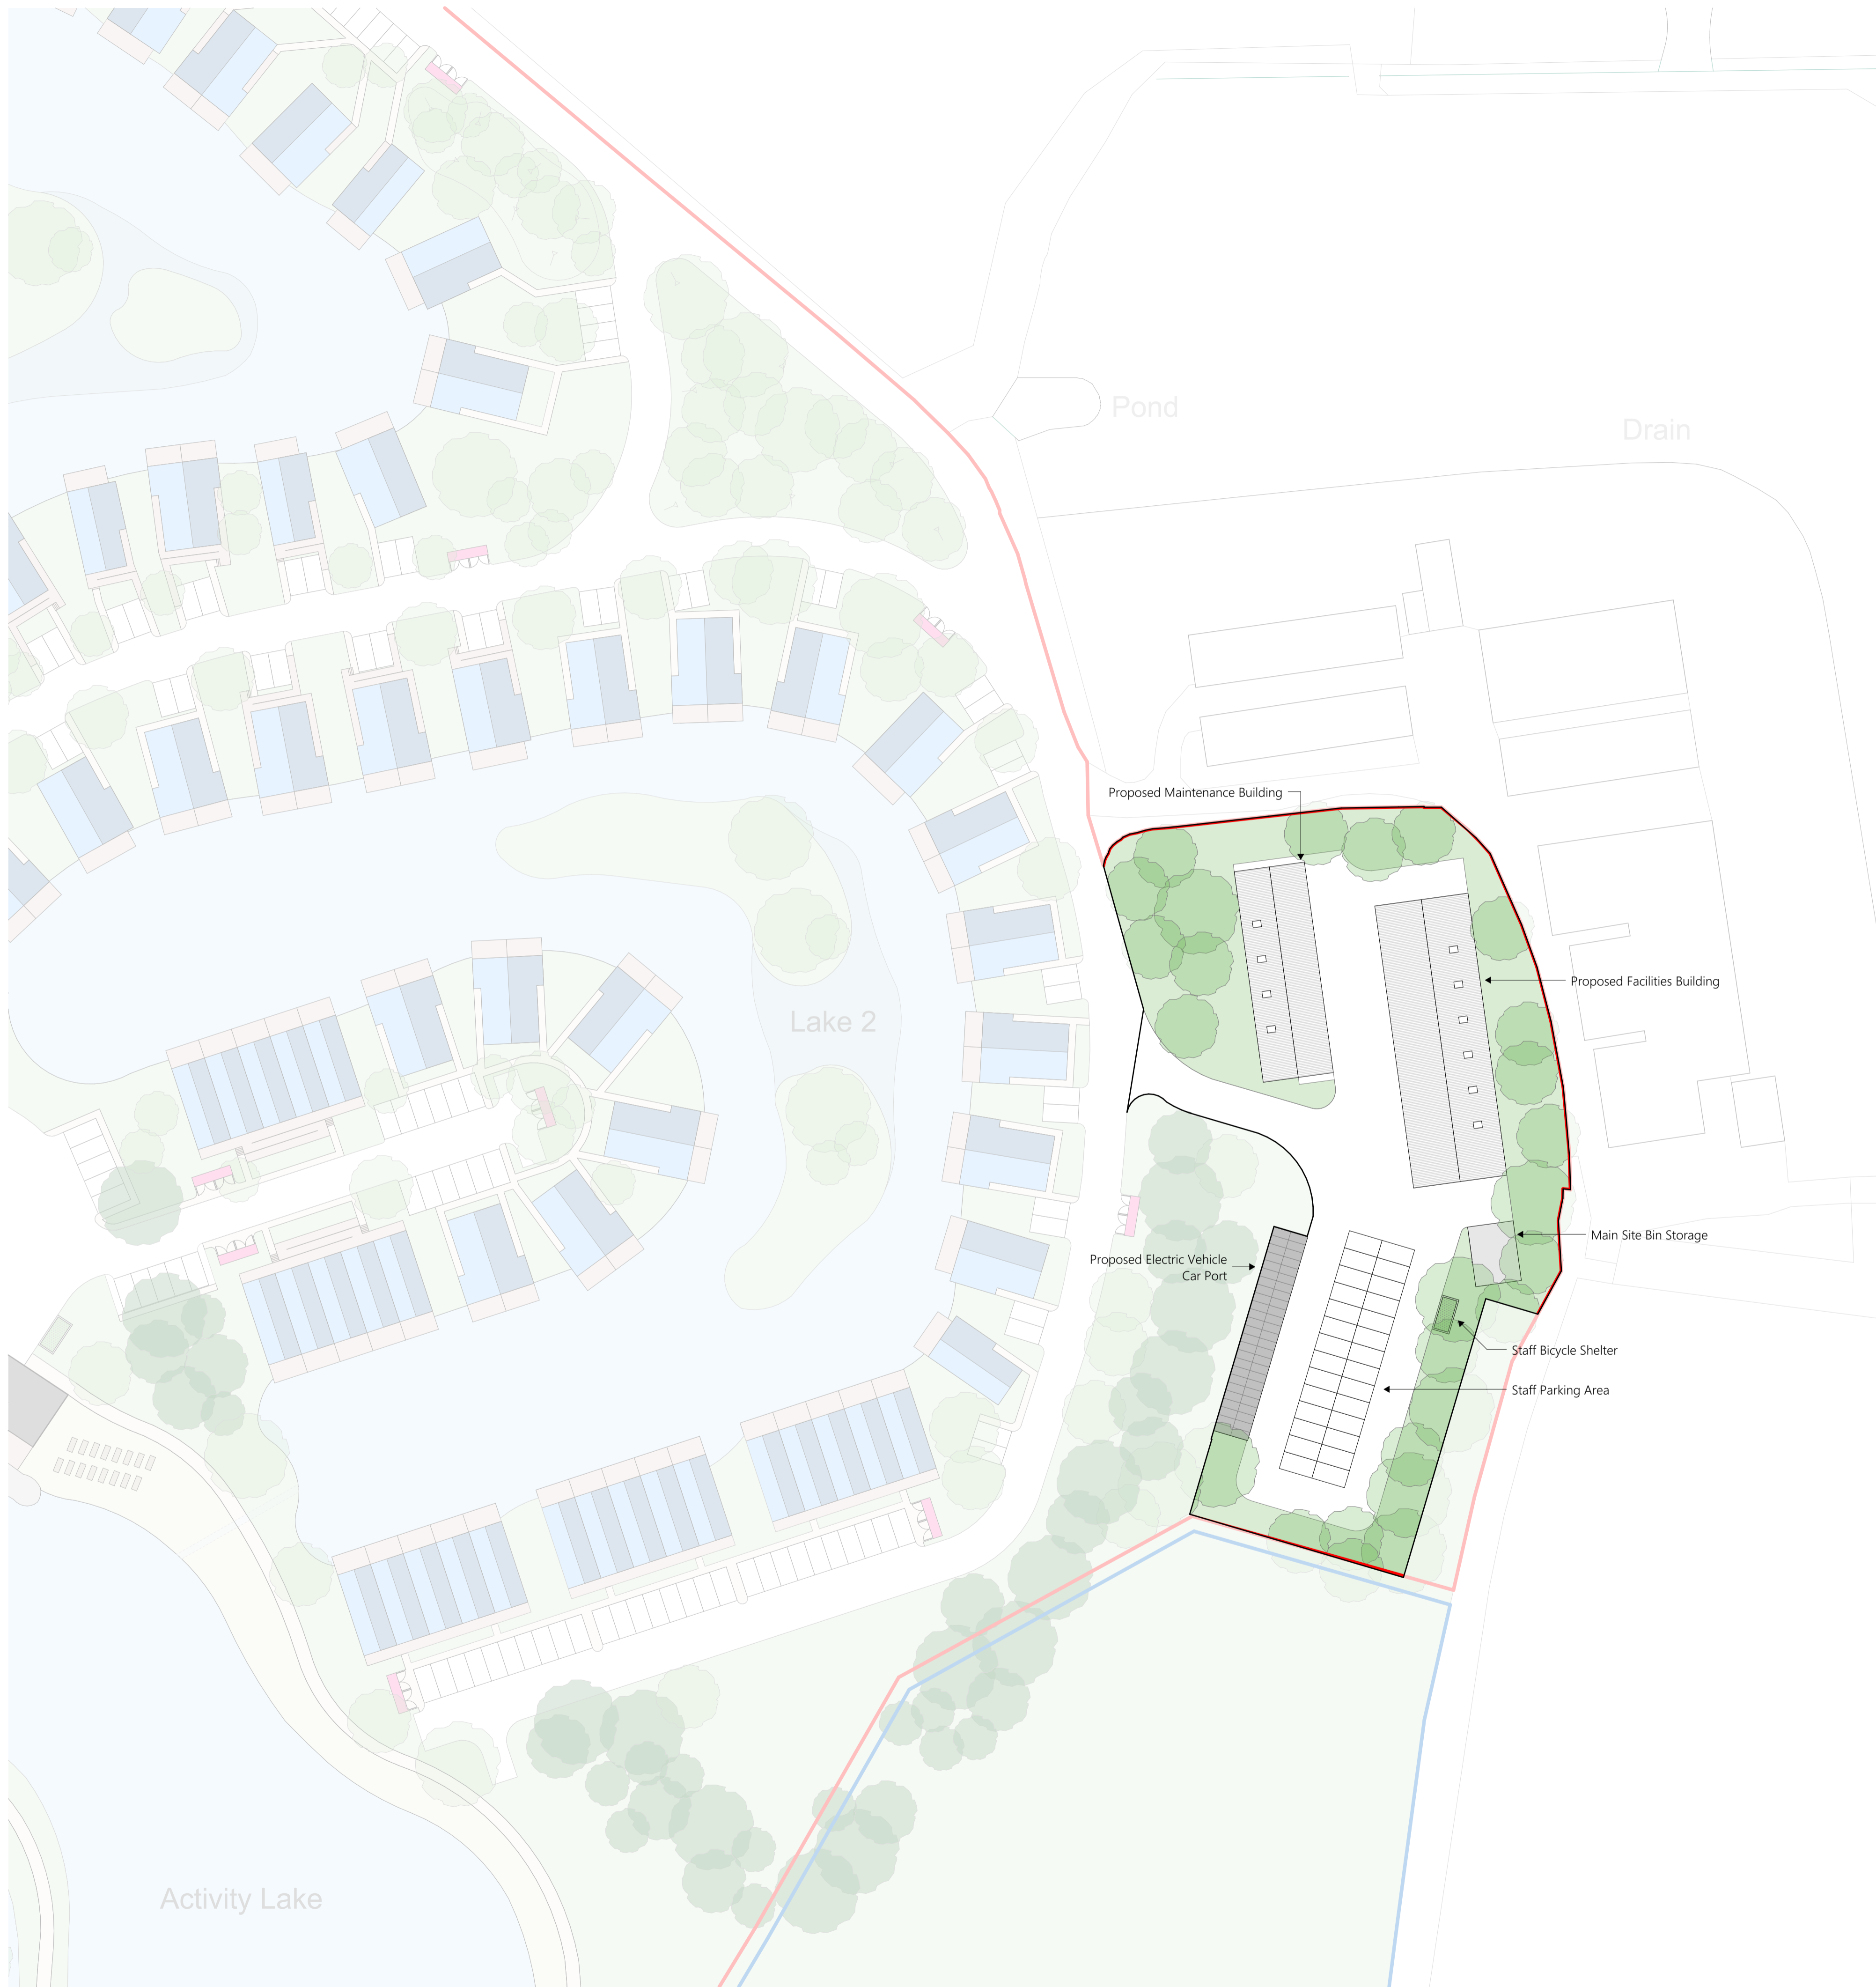 Pond
Drain
Proposed Maintenance Building
Proposed Facilities Building
Lake 2
Main Site Bin Storage
Proposed Electric Vehicle
Car Port
Staff Bicycle Shelter
Staff Parking Area
Activity Lake